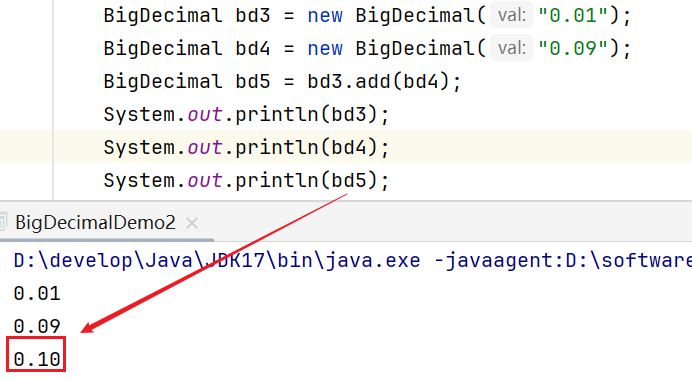 BigDecimal bd3 = new BigDecimal( val: "0.01");
BigDecimal bd4 = new BigDecimal( val: "0.09");
BigDecimal bd5 = bd3.add(bd4);
System.out.println(bd3);
System.out.println(bd4);
System.out.println(bd5);
BigDecimalDemo2 ×
D:\develop\Java\JDK17\bin\java.exe -javaagent:D:\software
0.01
0.09
0.10